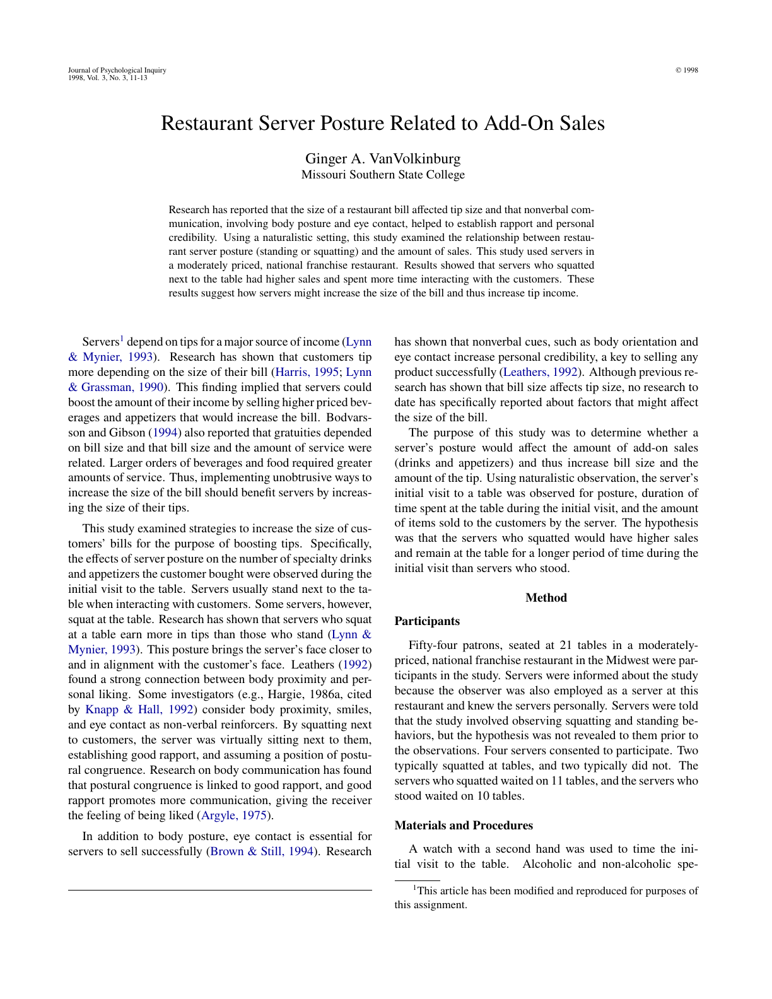 Journal of Psychological Inquiry
1998, Vol. 3, No. 3, 11-13
© 1998
Restaurant Server Posture Related to Add-On Sales
Ginger A. VanVolkinburg
Missouri Southern State College
Research has reported that the size of a restaurant bill affected tip size and that nonverbal com-
munication, involving body posture and eye contact, helped to establish rapport and personal
credibility. Using a naturalistic setting, this study examined the relationship between restau-
rant server posture (standing or squatting) and the amount of sales. This study used servers in
a moderately priced, national franchise restaurant. Results showed that servers who squatted
next to the table had higher sales and spent more time interacting with the customers. These
results suggest how servers might increase the size of the bill and thus increase tip income.
Servers¹ depend on tips for a major source of income (Lynn
& Mynier, 1993). Research has shown that customers tip
more depending on the size of their bill (Harris, 1995; Lynn
& Grassman, 1990). This finding implied that servers could
boost the amount of their income by selling higher priced bev-
erages and appetizers that would increase the bill. Bodvars-
son and Gibson (1994) also reported that gratuities depended
on bill size and that bill size and the amount of service were
related. Larger orders of beverages and food required greater
amounts of service. Thus, implementing unobtrusive ways to
increase the size of the bill should benefit servers by increas-
ing the size of their tips.
This study examined strategies to increase the size of cus-
tomers' bills for the purpose of boosting tips. Specifically,
the effects of server posture on the number of specialty drinks
and appetizers the customer bought were observed during the
initial visit to the table. Servers usually stand next to the ta-
ble when interacting with customers. Some servers, however,
squat at the table. Research has shown that servers who squat
at a table earn more in tips than those who stand (Lynn &
Mynier, 1993). This posture brings the server's face closer to
and in alignment with the customer's face. Leathers (1992)
found a strong connection between body proximity and per-
sonal liking. Some investigators (e.g., Hargie, 1986a, cited
by Knapp & Hall, 1992) consider body proximity, smiles,
and eye contact as non-verbal reinforcers. By squatting next
to customers, the server was virtually sitting next to them,
establishing good rapport, and assuming a position of postu-
ral congruence. Research on body communication has found
that postural congruence is linked to good rapport, and good
rapport promotes more communication, giving the receiver
the feeling of being liked (Argyle, 1975).
In addition to body posture, eye contact is essential for
servers to sell successfully (Brown & Still, 1994). Research
has shown that nonverbal cues, such as body orientation and
eye contact increase personal credibility, a key to selling any
product successfully (Leathers, 1992). Although previous re-
search has shown that bill size affects tip size, no research to
date has specifically reported about factors that might affect
the size of the bill.
The purpose of this study was to determine whether a
server's posture would affect the amount of add-on sales
(drinks and appetizers) and thus increase bill size and the
amount of the tip. Using naturalistic observation, the server's
initial visit to a table was observed for posture, duration of
time spent at the table during the initial visit, and the amount
of items sold to the customers by the server. The hypothesis
was that the servers who squatted would have higher sales
and remain at the table for a longer period of time during the
initial visit than servers who stood.
Method
Participants
Fifty-four patrons, seated at 21 tables in a moderately-
priced, national franchise restaurant in the Midwest were par-
ticipants in the study. Servers were informed about the study
because the observer was also employed as a server at this
restaurant and knew the servers personally. Servers were told
that the study involved observing squatting and standing be-
haviors, but the hypothesis was not revealed to them prior to
the observations. Four servers consented to participate. Two
typically squatted at tables, and two typically did not. The
servers who squatted waited on 11 tables, and the servers who
stood waited on 10 tables.
Materials and Procedures
A watch with a second hand was used to time the ini-
tial visit to the table. Alcoholic and non-alcoholic spe-
¹This article has been modified and reproduced for purposes of
this assignment.